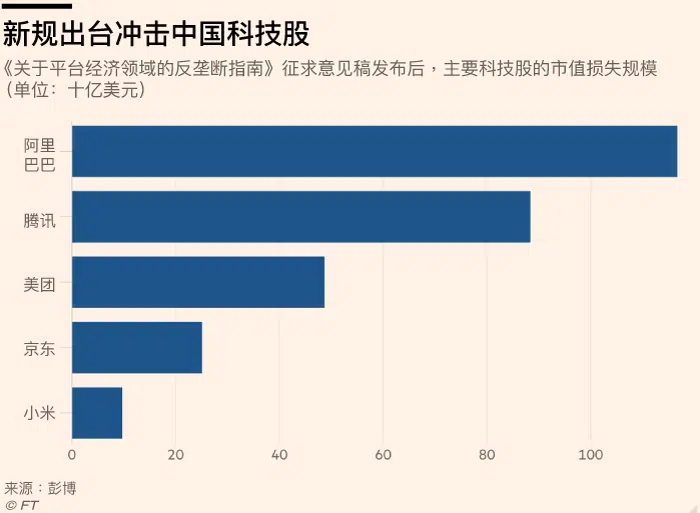 新规出台冲击中国科技股
《关于平台经济领域的反垄断指南》征求意见稿发布后，主要科技股的市值损失规模
（单位：十亿美元）
阿里
巴巴
腾讯
美团
京东
小米
0 20 40 60 80 100
来源：彭博
© FT